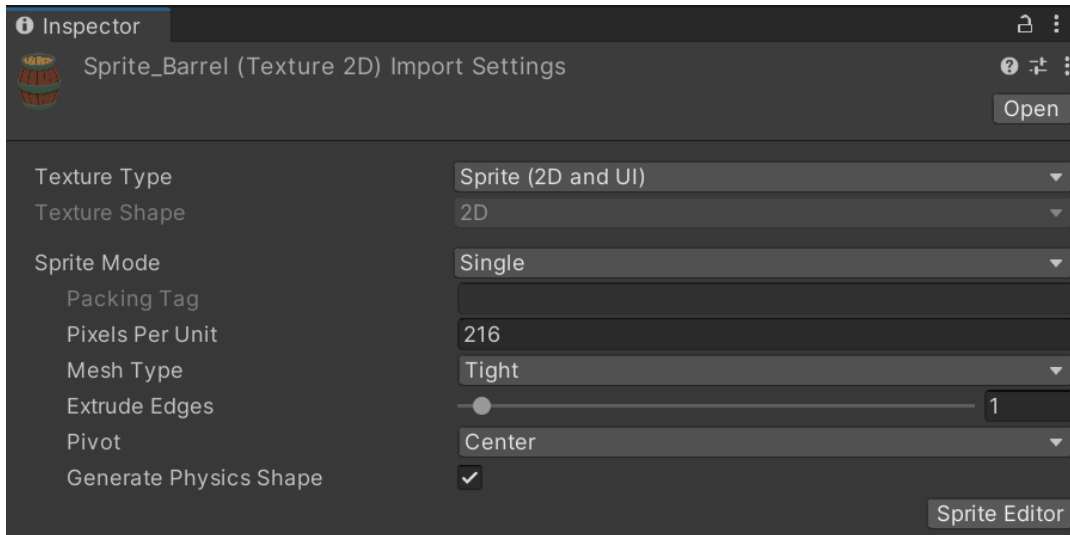 Inspector
Sprite_Barrel (Texture 2D) Import Settings
Open
Texture Type Sprite (2D and UI)
Texture Shape 2D
Sprite Mode Single
Packing Tag
Pixels Per Unit 216
Mesh Type Tight
Extrude Edges 1
Pivot Center
Generate Physics Shape
Sprite Editor